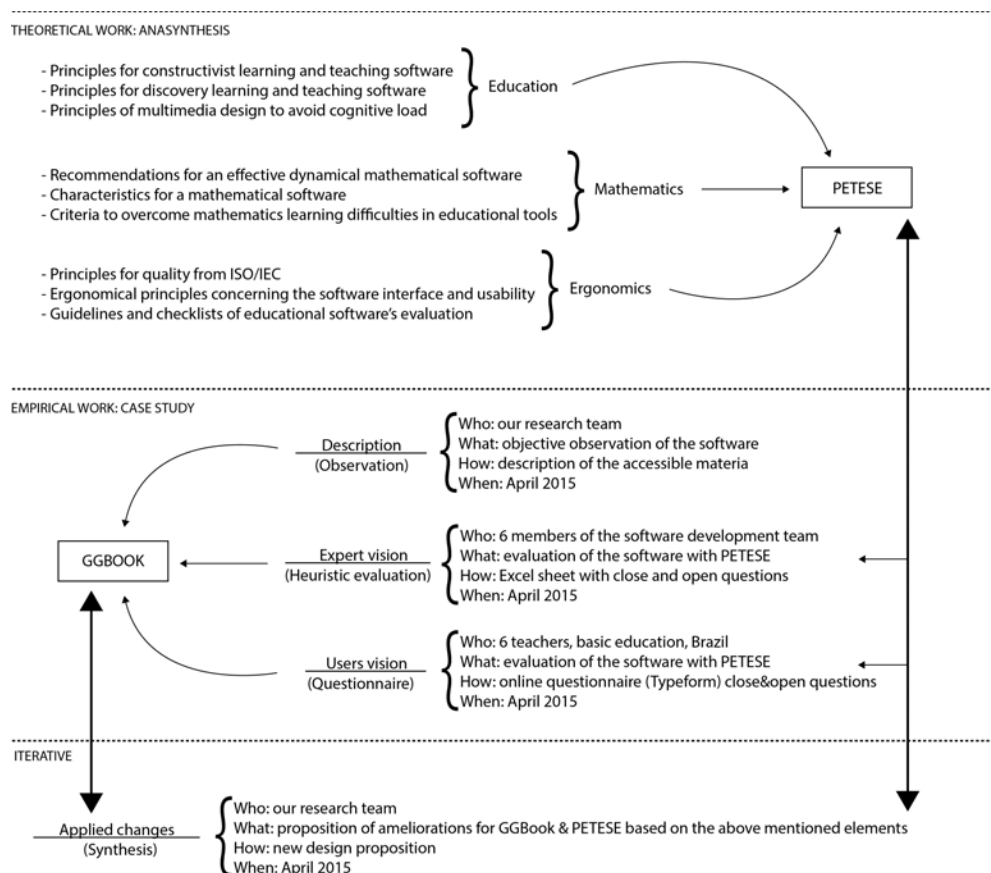 THEORETICAL WORK: ANASYNTHESIS
- Principles for constructivist learning and teaching software
- Principles for discovery learning and teaching software
- Principles of multimedia design to avoid cognitive load
Education
- Recommendations for an effective dynamical mathematical software
- Characteristics for a mathematical software
- Criteria to overcome mathematics learning difficulties in educational tools
Mathematics
PETESE
- Principles for quality from ISO/IEC
- Ergonomical principles concerning the software interface and usability
- Guidelines and checklists of educational software's evaluation
Ergonomics
EMPIRICAL WORK: CASE STUDY
Description
(Observation)
Who: our research team
What: objective observation of the software
How: description of the accessible materia
When: April 2015
GGBOOK
Expert vision
(Heuristic evaluation)
Who: 6 members of the software development team
What: evaluation of the software with PETESE
How: Excel sheet with close and open questions
When: April 2015
Users vision
(Questionnaire)
Who: 6 teachers, basic education, Brazil
What: evaluation of the software with PETESE
How: online questionnaire (Typeform) close&open questions
When: April 2015
ITERATIVE
Applied changes
(Synthesis)
Who: our research team
What: proposition of ameliorations for GGBook & PETESE based on the above mentioned elements
How: new design proposition
When: April 2015